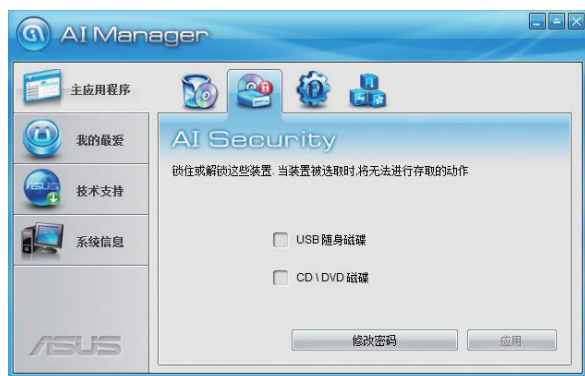 AI Manager
主应用程序
我的最爱
技术支持
系统信息
ASUS
AI Security
锁住或解锁这些装置. 当装置被选取时,将无法进行存取的动作
USB 随身磁碟
CD \ DVD 磁碟
修改密码
应用